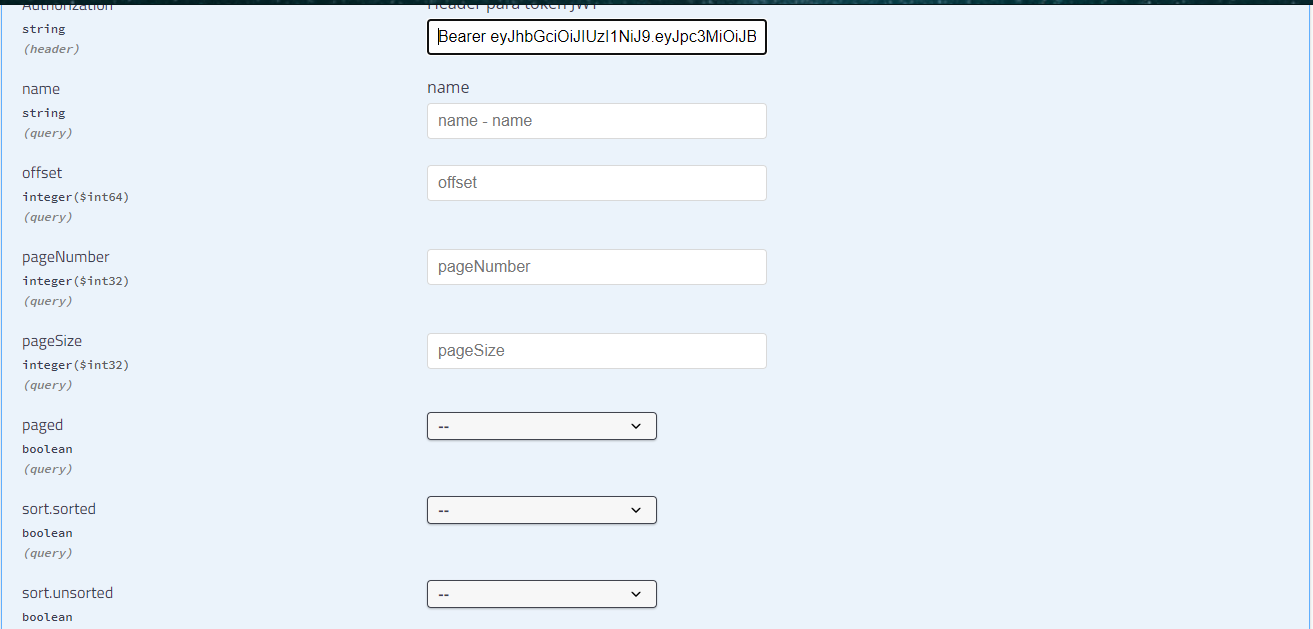 Authorization
Header para token JWT
string
(header)
Bearer eyJhbGciOiJIUzI1NiJ9.eyJpc3MiOiJB
name
name
string
(query)
name - name
offset
offset
integer($int64)
(query)
pageNumber
pageNumber
integer($int32)
(query)
pageSize
pageSize
integer($int32)
(query)
paged
--
boolean
(query)
sort.sorted
--
boolean
(query)
sort.unsorted
--
boolean